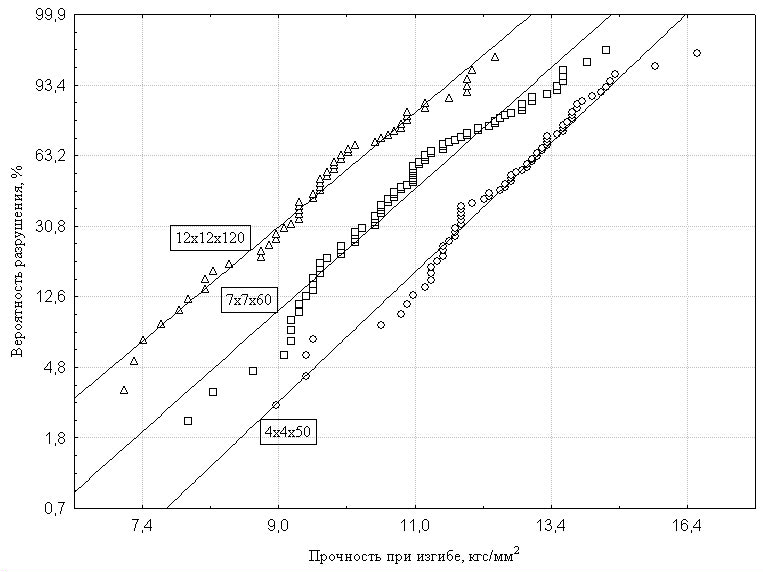 99,9
93,4
63,2
30,8
12,6
4,8
1,8
0,7
Вероятность разрушения, %
12x12x120
7x7x60
4x4x50
7,4 9,0 11,0 13,4 16,4
Прочность при изгибе, кгс/мм²